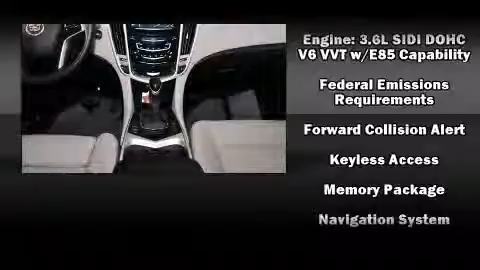 Engine: 3.6L SIDI DOHC
V6 VVT w/E85 Capability
Federal Emissions
Requirements
Forward Collision Alert
Keyless Access
Memory Package
Navigation System